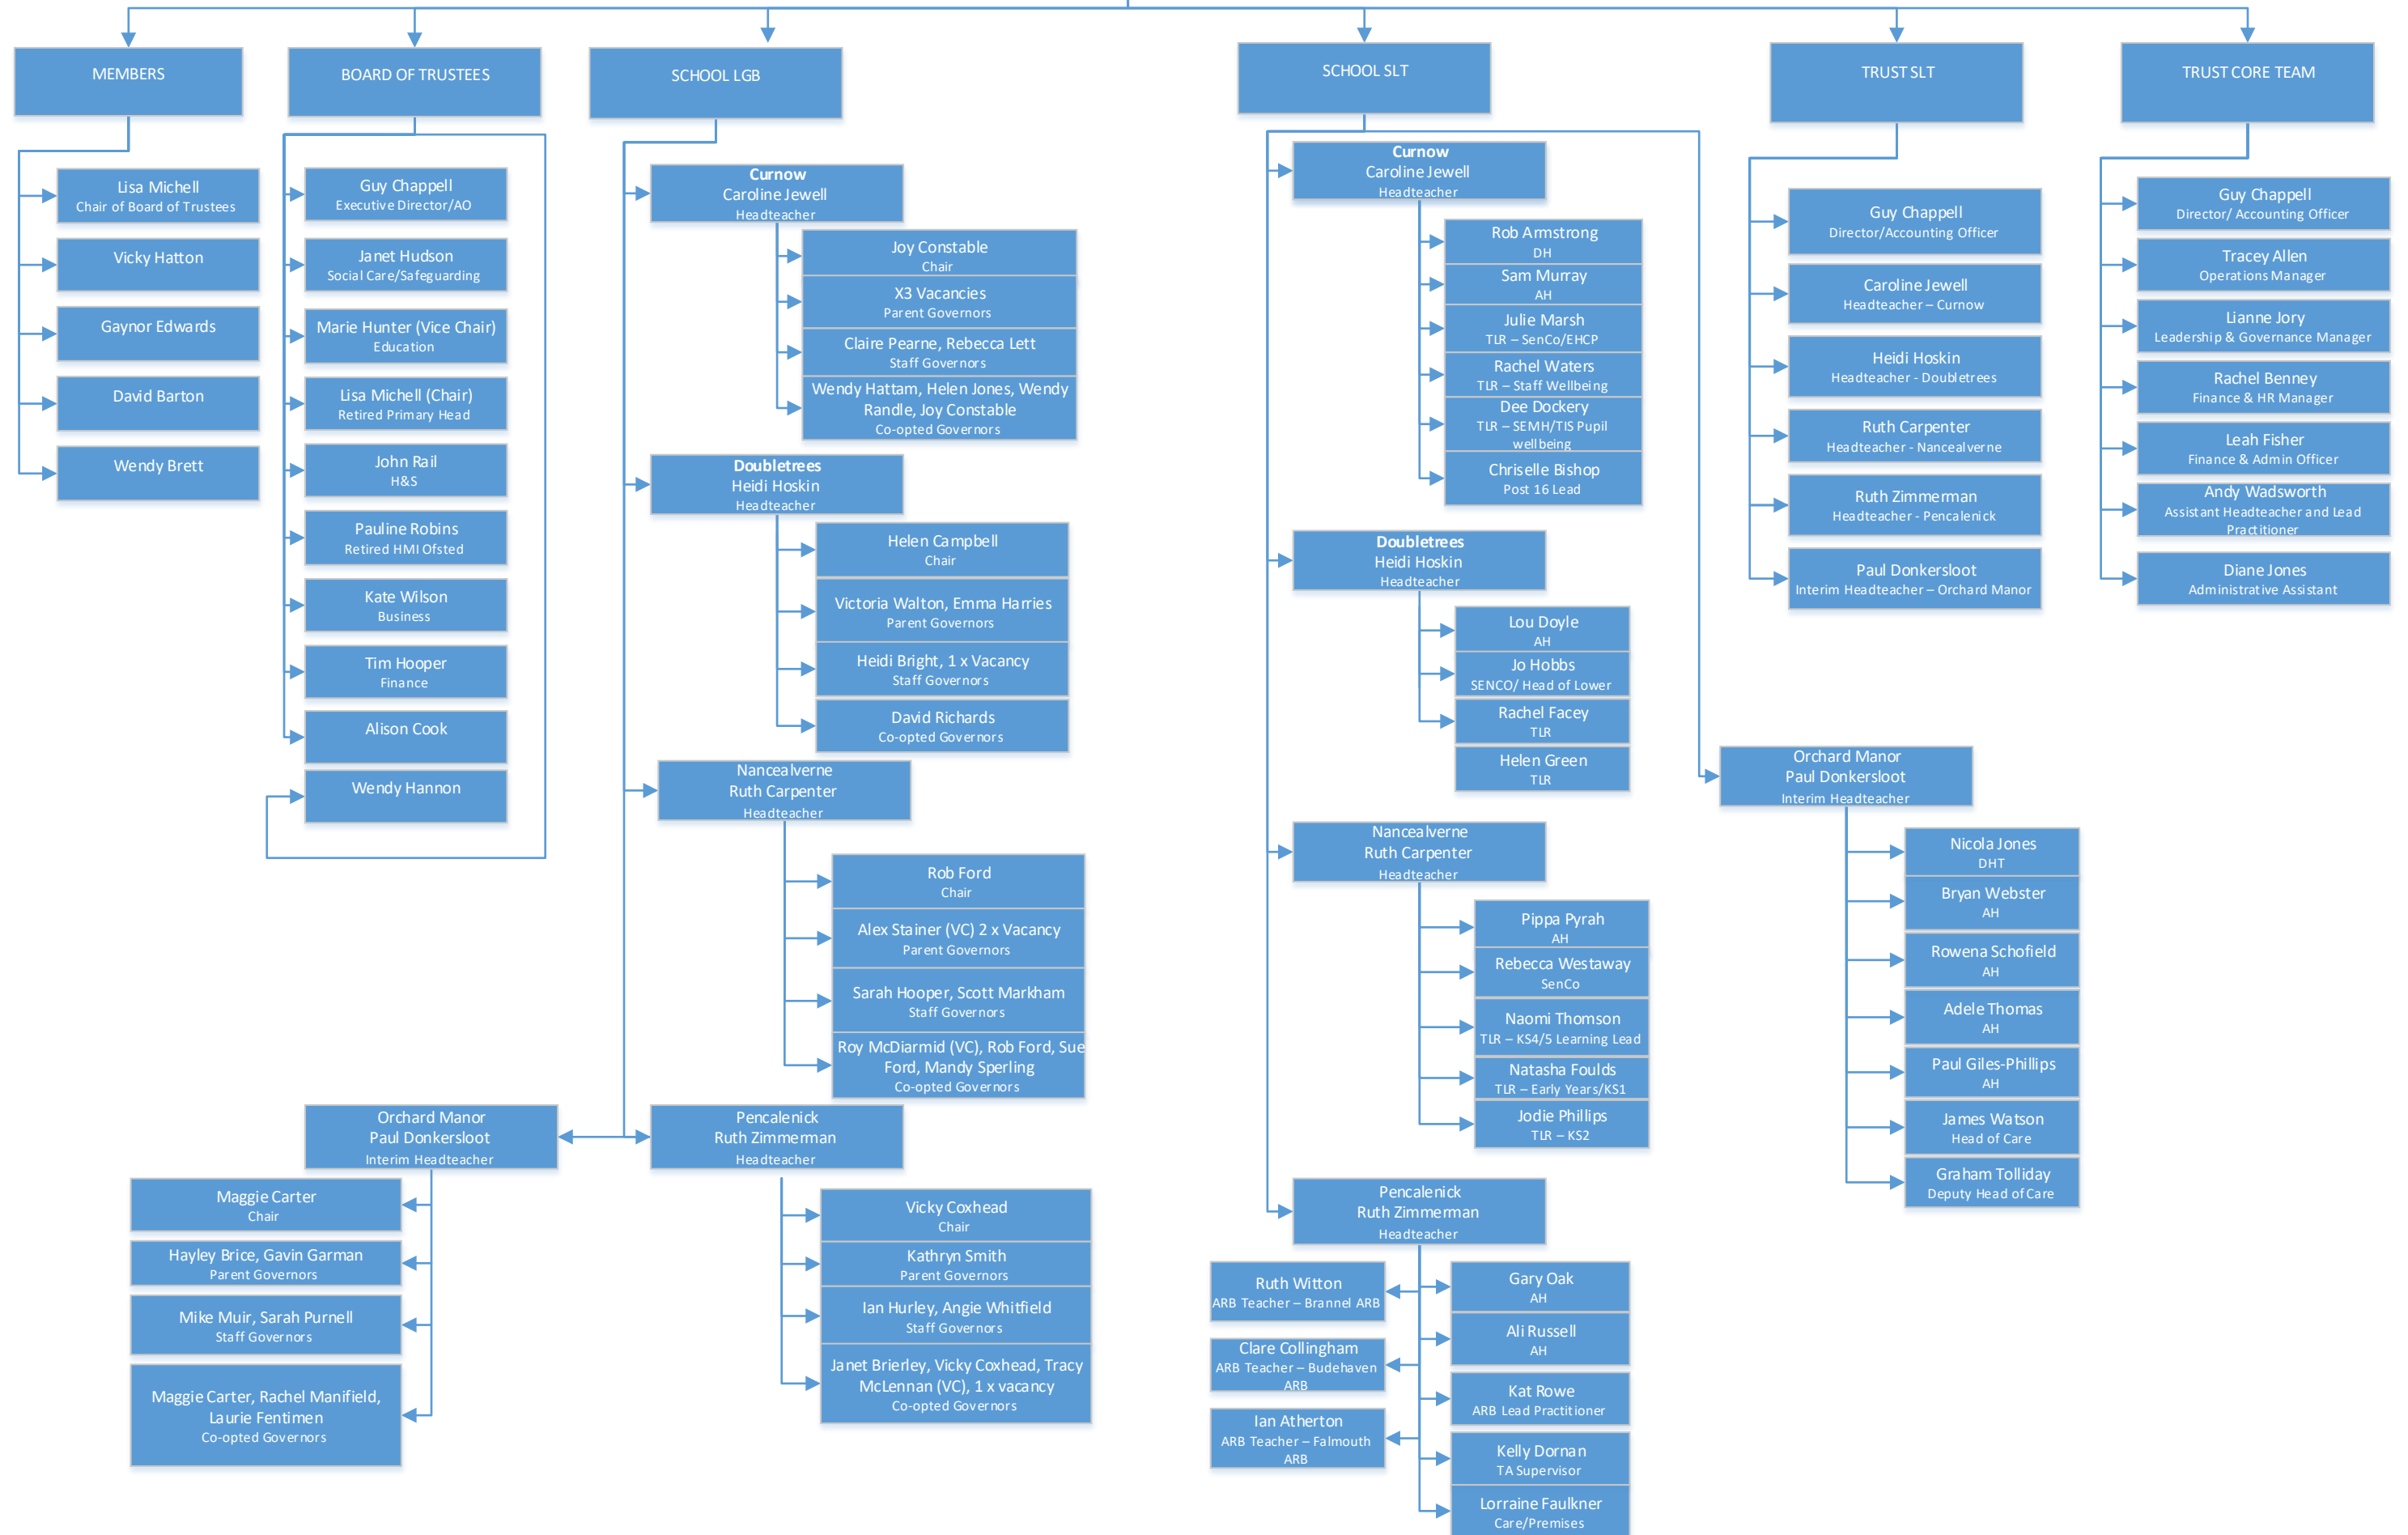 MEMBERS
BOARD OF TRUSTEES
SCHOOL LGB
SCHOOL SLT
TRUST SLT
TRUST CORE TEAM
Lisa Michell
Chair of Board of Trustees
Vicky Hatton
Gaynor Edwards
David Barton
Wendy Brett
Guy Chappell
Executive Director/AO
Janet Hudson
Social Care/Safeguarding
Marie Hunter (Vice Chair)
Education
Lisa Michell (Chair)
Retired Primary Head
John Rail
H&S
Pauline Robins
Retired HMI Ofsted
Kate Wilson
Business
Tim Hooper
Finance
Alison Cook
Wendy Hannon
Curnow
Caroline Jewell
Headteacher
Joy Constable
Chair
X3 Vacancies
Parent Governors
Claire Pearne, Rebecca Lett
Staff Governors
Wendy Hattam, Helen Jones, Wendy
Randle, Joy Constable
Co-opted Governors
Doubletrees
Heidi Hoskin
Headteacher
Helen Campbell
Chair
Victoria Walton, Emma Harries
Parent Governors
Heidi Bright, 1 x Vacancy
Staff Governors
David Richards
Co-opted Governors
Nancealverne
Ruth Carpenter
Headteacher
Rob Ford
Chair
Alex Stainer (VC) 2 x Vacancy
Parent Governors
Sarah Hooper, Scott Markham
Staff Governors
Roy McDiarmid (VC), Rob Ford, Sue
Ford, Mandy Sperling
Co-opted Governors
Orchard Manor
Paul Donkersloot
Interim Headteacher
Maggie Carter
Chair
Hayley Brice, Gavin Garman
Parent Governors
Mike Muir, Sarah Purnell
Staff Governors
Maggie Carter, Rachel Manifield,
Laurie Fentimen
Co-opted Governors
Pencalenick
Ruth Zimmerman
Headteacher
Vicky Coxhead
Chair
Kathryn Smith
Parent Governors
Ian Hurley, Angie Whitfield
Staff Governors
Janet Brierley, Vicky Coxhead, Tracy
McLennan (VC), 1 x vacancy
Co-opted Governors
Curnow
Caroline Jewell
Headteacher
Rob Armstrong
DH
Sam Murray
AH
Julie Marsh
TLR – SenCo/EHCP
Rachel Waters
TLR – Staff Wellbeing
Dee Dockery
TLR – SEMH/TIS Pupil
wellbeing
Chriselle Bishop
Post 16 Lead
Doubletrees
Heidi Hoskin
Headteacher
Lou Doyle
AH
Jo Hobbs
SENCO/ Head of Lower
Rachel Facey
TLR
Helen Green
TLR
Nancealverne
Ruth Carpenter
Headteacher
Pippa Pyrah
AH
Rebecca Westaway
SenCo
Naomi Thomson
TLR – KS4/5 Learning Lead
Natasha Foulds
TLR – Early Years/KS1
Jodie Phillips
TLR – KS2
Pencalenick
Ruth Zimmerman
Headteacher
Ruth Witton
ARB Teacher – Brannel ARB
Clare Collingham
ARB Teacher – Budehaven
ARB
Ian Atherton
ARB Teacher – Falmouth
ARB
Gary Oak
AH
Ali Russell
AH
Kat Rowe
ARB Lead Practitioner
Kelly Dornan
TA Supervisor
Lorraine Faulkner
Care/Premises
Orchard Manor
Paul Donkersloot
Interim Headteacher
Nicola Jones
DHT
Bryan Webster
AH
Rowena Schofield
AH
Adele Thomas
AH
Paul Giles-Phillips
AH
James Watson
Head of Care
Graham Tolliday
Deputy Head of Care
Guy Chappell
Director/Accounting Officer
Caroline Jewell
Headteacher – Curnow
Heidi Hoskin
Headteacher - Doubletrees
Ruth Carpenter
Headteacher - Nancealverne
Ruth Zimmerman
Headteacher - Pencalenick
Paul Donkersloot
Interim Headteacher – Orchard Manor
Guy Chappell
Director/ Accounting Officer
Tracey Allen
Operations Manager
Lianne Jory
Leadership & Governance Manager
Rachel Benney
Finance & HR Manager
Leah Fisher
Finance & Admin Officer
Andy Wadsworth
Assistant Headteacher and Lead
Practitioner
Diane Jones
Administrative Assistant